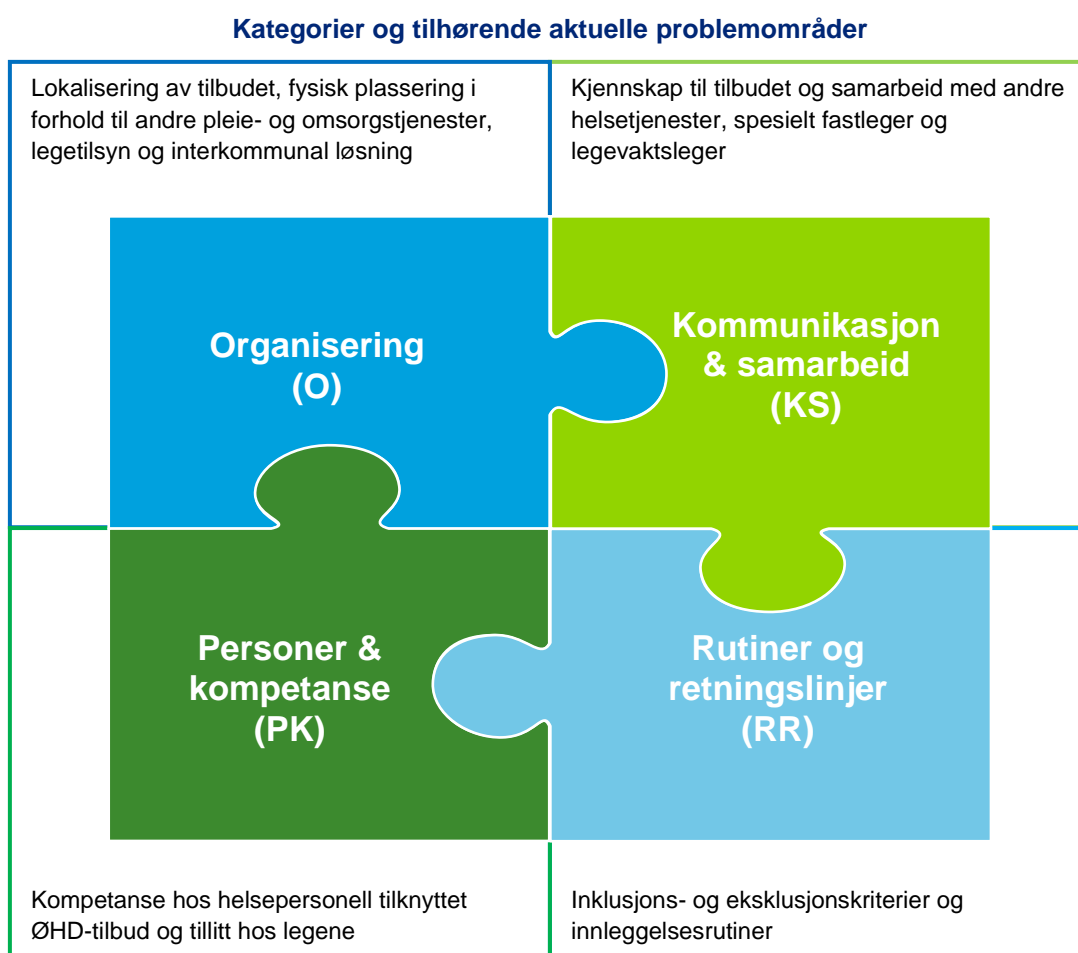 Kategorier og tilhørende aktuelle problemområder
Lokalisering av tilbudet, fysisk plassering i
forhold til andre pleie- og omsorgstjenester,
legetilsyn og interkommunal løsning
Kjennskap til tilbudet og samarbeid med andre
helsetjenester, spesielt fastleger og
legevaktsleger
Organisering
(O)
Kommunikasjon
& samarbeid
(KS)
Personer &
kompetanse
(PK)
Rutiner og
retningslinjer
(RR)
Kompetanse hos helsepersonell tilknyttet
ØHD-tilbud og tillitt hos legene
Inklusjons- og eksklusjonskriterier og
innleggelsesrutiner